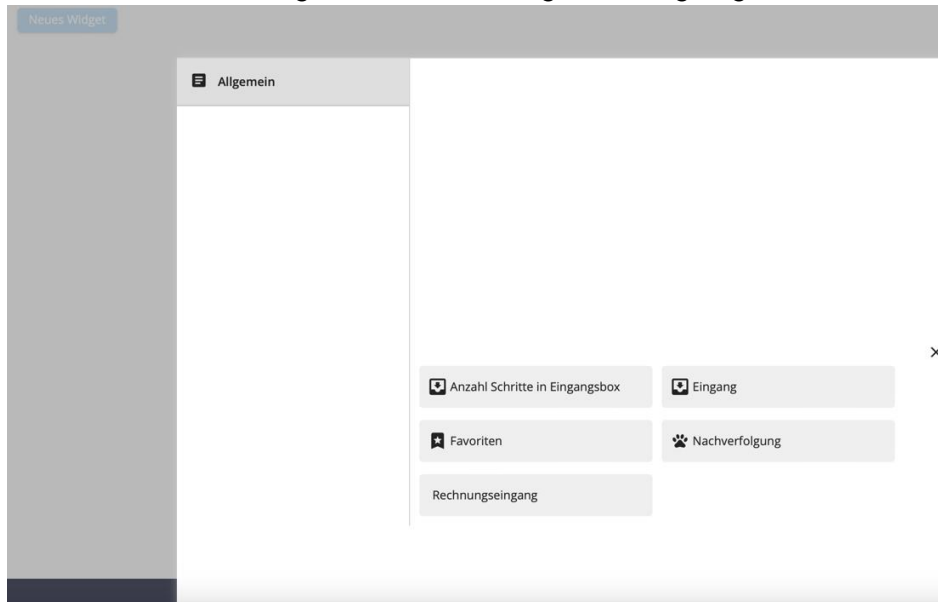 Neues Widget
Allgemein
Anzahl Schritte in Eingangsbox
Eingang
Favoriten
Nachverfolgung
Rechnungseingang